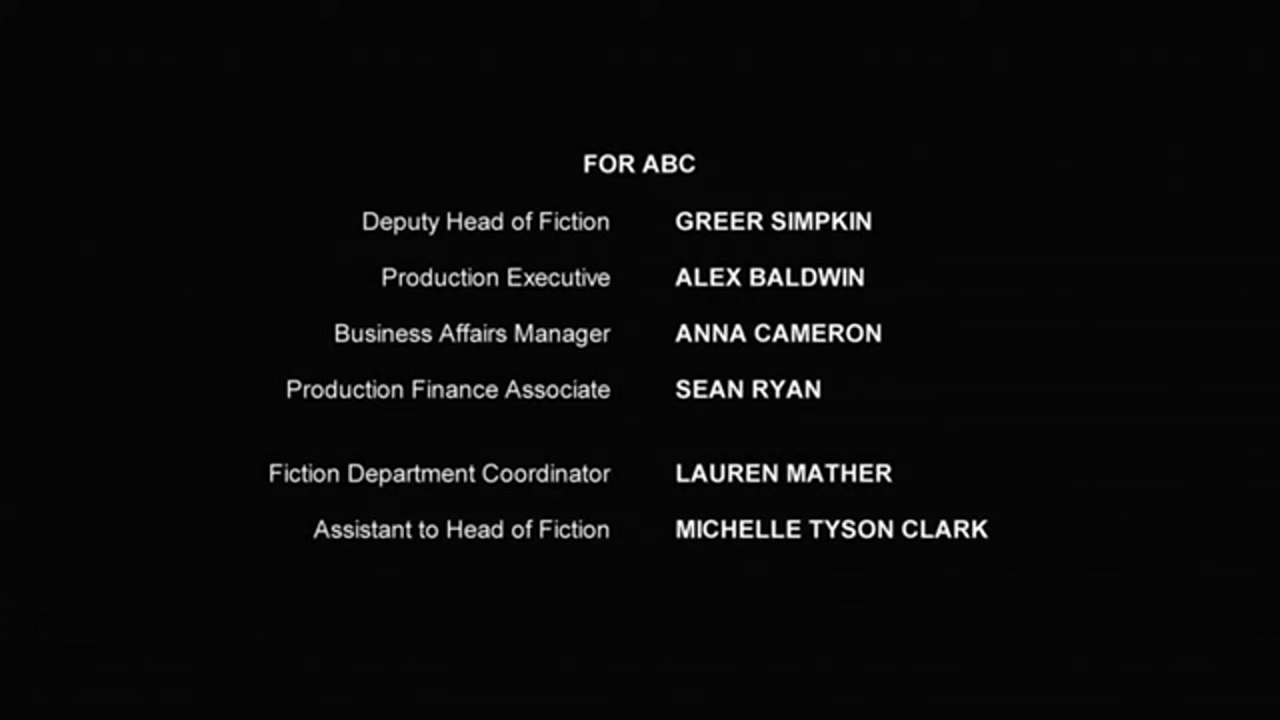 FOR ABC
Deputy Head of Fiction GREER SIMPKIN
Production Executive ALEX BALDWIN
Business Affairs Manager ANNA CAMERON
Production Finance Associate SEAN RYAN
Fiction Department Coordinator LAUREN MATHER
Assistant to Head of Fiction MICHELLE TYSON CLARK